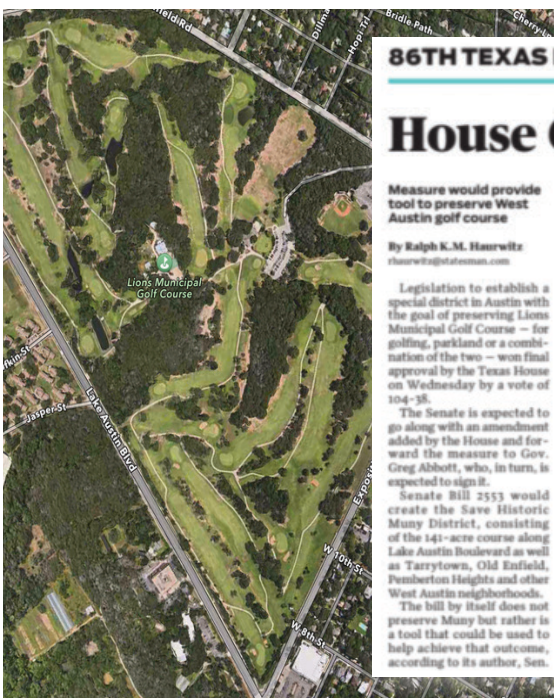 field Rd
Dillma
Hopi-Trl
Bridle Path
Cherry-L
Lions Municipal
Golf Course
fkin St
Jasper St
Lake Austin Blvd
Exposi
W 10th St
W 8th St
86TH TEXAS
House
Measure would provide
tool to preserve West
Austin golf course
By Ralph K.M. Haurwitz
rhaurwitz@statesman.com
Legislation to establish a
special district in Austin with
the goal of preserving Lions
Municipal Golf Course — for
golfing, parkland or a combi-
nation of the two — won final
approval by the Texas House
on Wednesday by a vote of
104-38.
The Senate is expected to
go along with an amendment
added by the House and for-
ward the measure to Gov.
Greg Abbott, who, in turn, is
expected to sign it.
Senate Bill 2553 would
create the Save Historic
Muny District, consisting
of the 141-acre course along
Lake Austin Boulevard as well
as Tarrytown, Old Enfield,
Pemberton Heights and other
West Austin neighborhoods.
The bill by itself does not
preserve Muny but rather is
a tool that could be used to
help achieve that outcome,
according to its author, Sen.